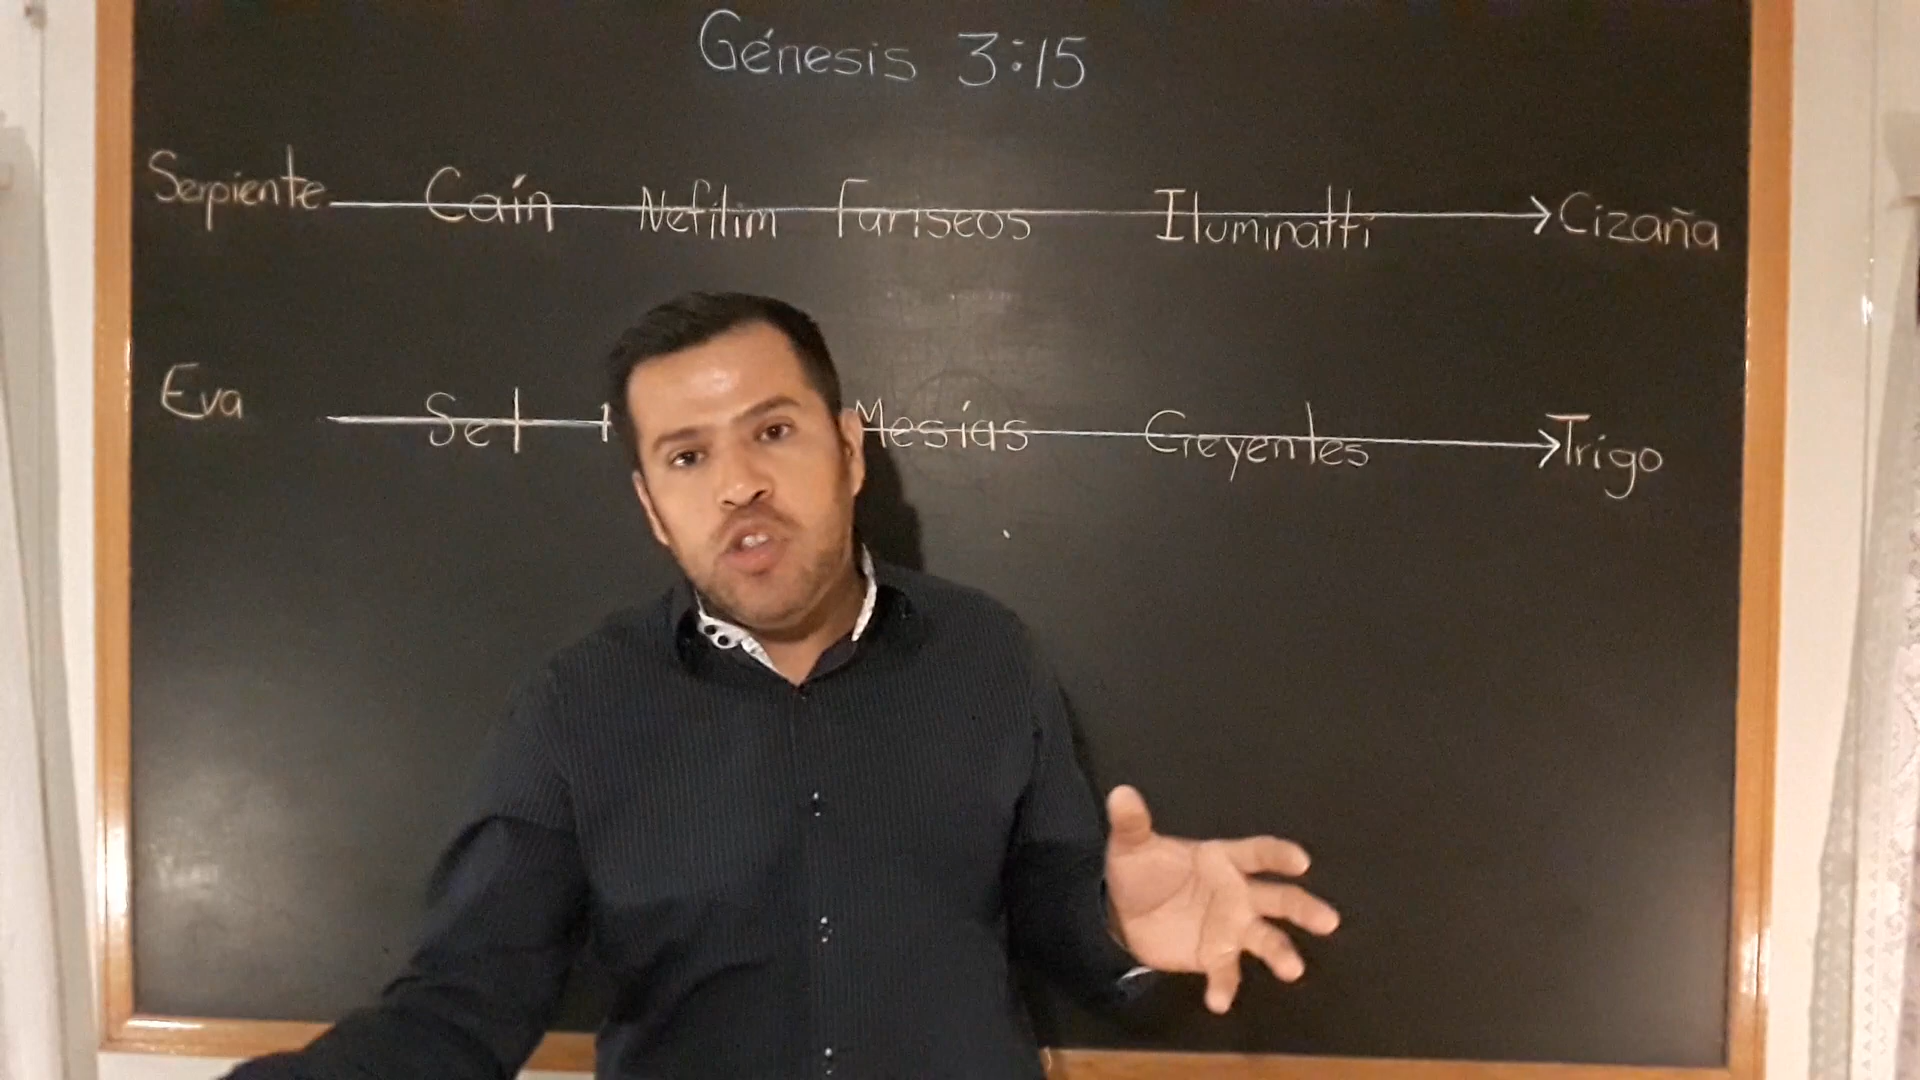 Génesis 3:15
Serpiente Caín Nefilim Fariseos Iluminatti Cizaña
Eva Set Mesías Creyentes Trigo